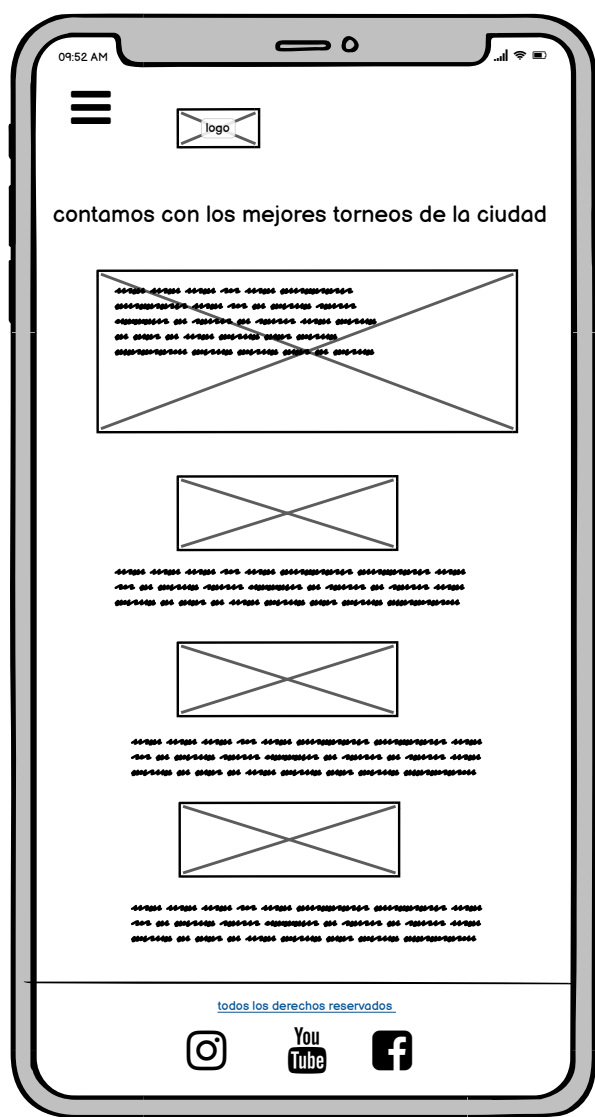 09:52 AM
logo
contamos con los mejores torneos de la ciudad
todos los derechos reservados
You
Tube